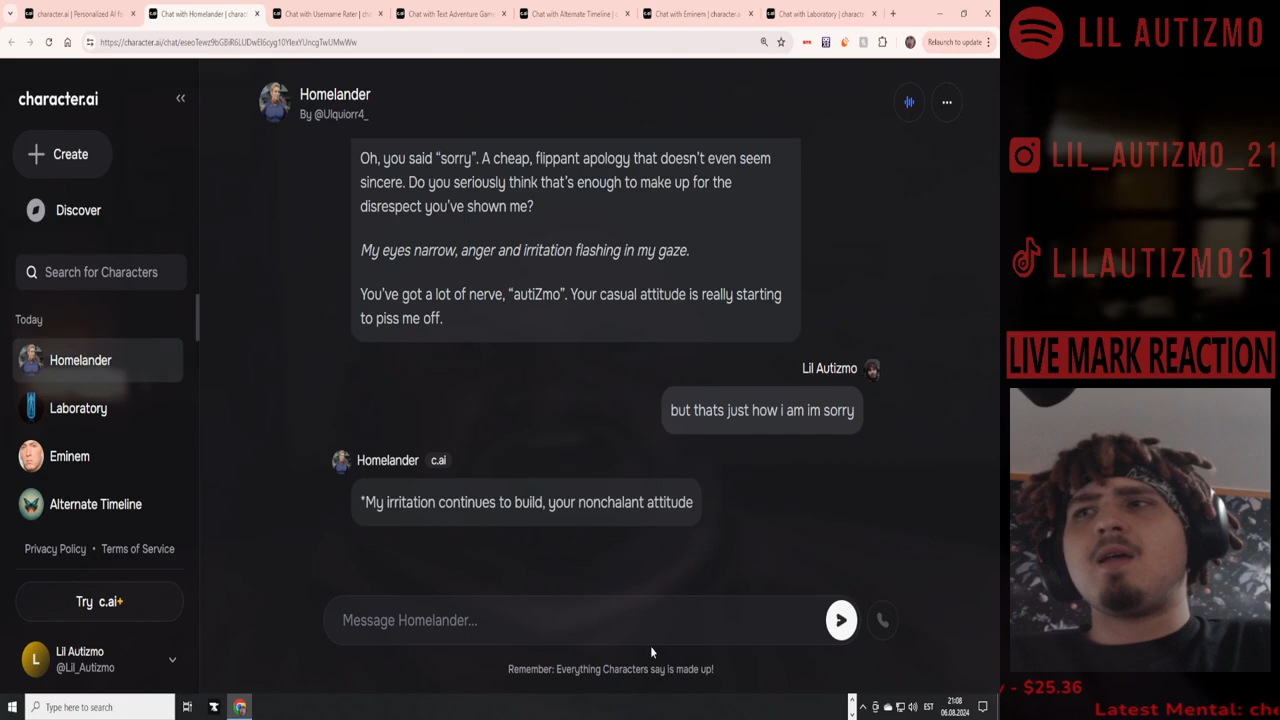 character.ai | Personalized AI fo
Chat with Homelander | charac
Chat with Username Rater | cha
Chat with Text Adventure Gam
Chat with Alternate Timeline | c
Chat with Eminem | character.ai
Chat with Laboratory | characte
Relaunch to update
character.ai
Create
Discover
Search for Characters
Today
Homelander
Laboratory
Eminem
Alternate Timeline
Privacy Policy • Terms of Service
Try c.ai+
L
Lil Autizmo
@Lil_Autizmo
Homelander
By @Ulquiorr4_
Oh, you said “sorry”. A cheap, flippant apology that doesn’t even seem
sincere. Do you seriously think that’s enough to make up for the
disrespect you’ve shown me?
My eyes narrow, anger and irritation flashing in my gaze.
You’ve got a lot of nerve, “autiZmo”. Your casual attitude is really starting
to piss me off.
Lil Autizmo
but thats just how i am im sorry
Homelander c.ai
*My irritation continues to build, your nonchalant attitude
Message Homelander...
Remember: Everything Characters say is made up!
LIL AUTIZMO
LIL_AUTIZMO_21
LILAUTIZMO21
LIVE MARK REACTION
- $25.36
Latest Mental: che
Type here to search
EST
21:08
06.08.2024